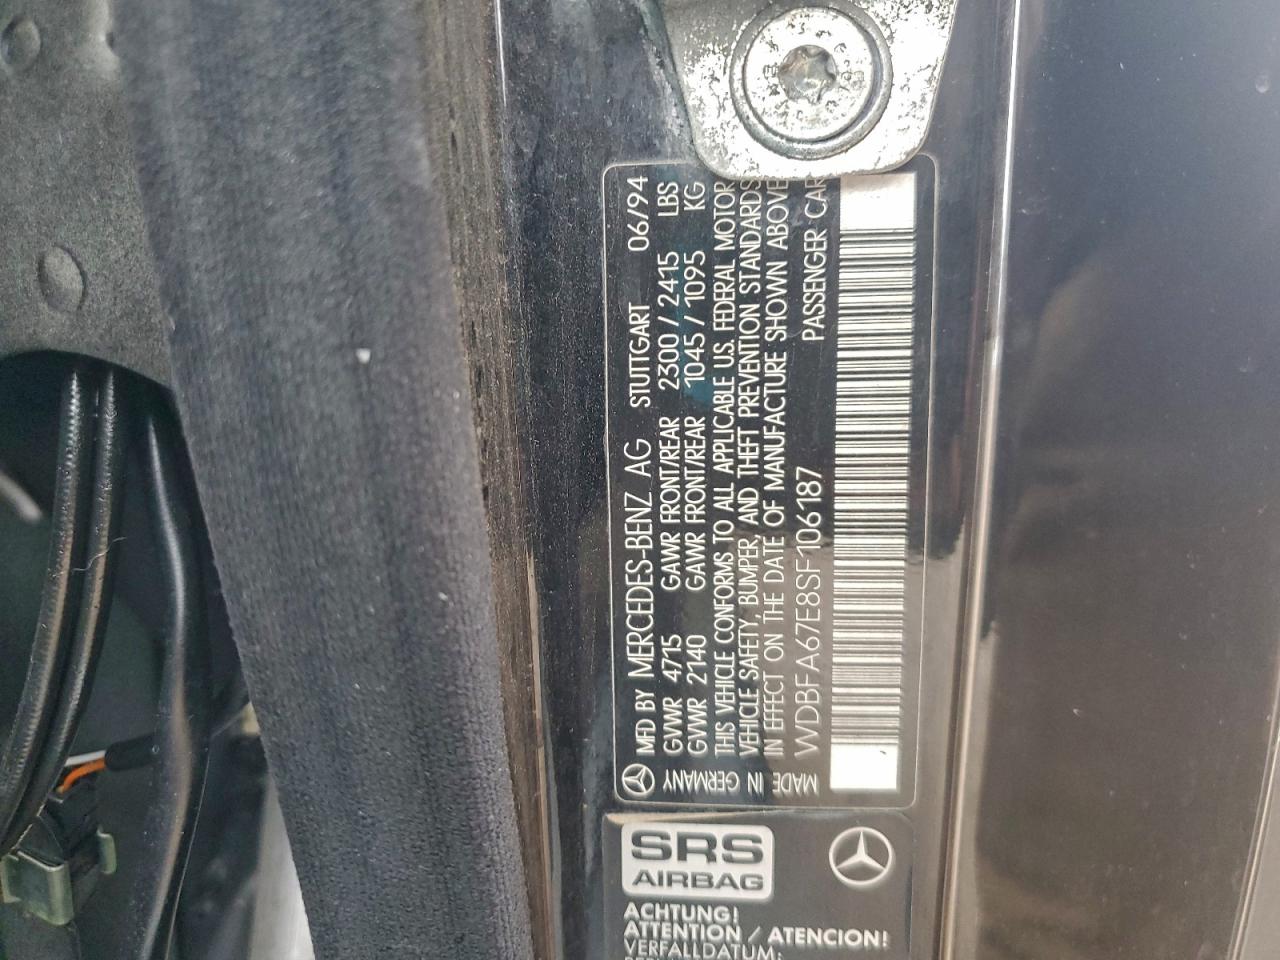 MFD BY MERCEDES-BENZ AG STUTTGART 06/94
GVWR 4715 GAWR FRONT/REAR 2300 / 2415 LBS
GVWR 2140 GAWR FRONT/REAR 1045 / 1095 KG
THIS VEHICLE CONFORMS TO ALL APPLICABLE U.S. FEDERAL MOTOR
VEHICLE SAFETY, BUMPER, AND THEFT PREVENTION STANDARDS
IN EFFECT ON THE DATE OF MANUFACTURE SHOWN ABOVE
WDBFA67E8SF106187 PASSENGER CAR
MADE IN GERMANY
SRS
AIRBAG
ACHTUNG!
ATTENTION / ATENCION!
VERFALLDATUM: